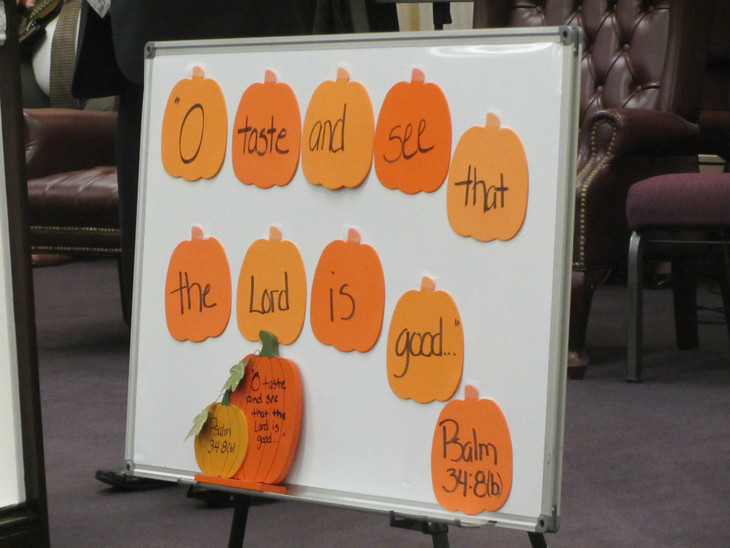 "O taste and see that
the Lord is good..."
Psalm
34:8(b)
"O taste
and see
that the
Lord is
good..."
Psalm
34:8(b)